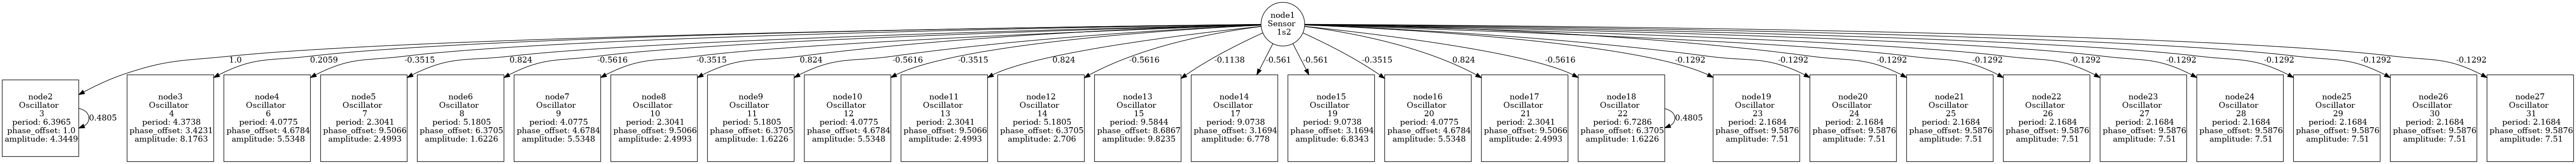 node1
Sensor
1s2
1.0
0.2059
-0.3515
0.824
-0.5616
-0.3515
0.824
-0.5616
-0.3515
0.824
-0.5616
-0.1138
-0.561
-0.561
-0.3515
0.824
-0.5616
-0.1292
-0.1292
-0.1292
-0.1292
-0.1292
-0.1292
-0.1292
-0.1292
-0.1292
node2
Oscillator
3
period: 6.3965
phase_offset: 1.0
amplitude: 4.3449
0.4805
node3
Oscillator
4
period: 4.3738
phase_offset: 3.4231
amplitude: 8.1763
node4
Oscillator
6
period: 4.0775
phase_offset: 4.6784
amplitude: 5.5348
node5
Oscillator
7
period: 2.3041
phase_offset: 9.5066
amplitude: 2.4993
node6
Oscillator
8
period: 5.1805
phase_offset: 6.3705
amplitude: 1.6226
node7
Oscillator
9
period: 4.0775
phase_offset: 4.6784
amplitude: 5.5348
node8
Oscillator
10
period: 2.3041
phase_offset: 9.5066
amplitude: 2.4993
node9
Oscillator
11
period: 5.1805
phase_offset: 6.3705
amplitude: 1.6226
node10
Oscillator
12
period: 4.0775
phase_offset: 4.6784
amplitude: 5.5348
node11
Oscillator
13
period: 2.3041
phase_offset: 9.5066
amplitude: 2.4993
node12
Oscillator
14
period: 5.1805
phase_offset: 6.3705
amplitude: 2.706
node13
Oscillator
15
period: 9.5844
phase_offset: 8.6867
amplitude: 9.8235
node14
Oscillator
17
period: 9.0738
phase_offset: 3.1694
amplitude: 6.778
node15
Oscillator
19
period: 9.0738
phase_offset: 3.1694
amplitude: 6.8343
node16
Oscillator
20
period: 4.0775
phase_offset: 4.6784
amplitude: 5.5348
node17
Oscillator
21
period: 2.3041
phase_offset: 9.5066
amplitude: 2.4993
node18
Oscillator
22
period: 6.7286
phase_offset: 6.3705
amplitude: 1.6226
0.4805
node19
Oscillator
23
period: 2.1684
phase_offset: 9.5876
amplitude: 7.51
node20
Oscillator
24
period: 2.1684
phase_offset: 9.5876
amplitude: 7.51
node21
Oscillator
26
period: 2.1684
phase_offset: 9.5876
amplitude: 7.51
node22
Oscillator
26
period: 2.1684
phase_offset: 9.5876
amplitude: 7.51
node23
Oscillator
27
period: 2.1684
phase_offset: 9.5876
amplitude: 7.51
node24
Oscillator
28
period: 2.1684
phase_offset: 9.5876
amplitude: 7.51
node25
Oscillator
29
period: 2.1684
phase_offset: 9.5876
amplitude: 7.51
node26
Oscillator
30
period: 2.1684
phase_offset: 9.5876
amplitude: 7.51
node27
Oscillator
31
period: 2.1684
phase_offset: 9.5876
amplitude: 7.51